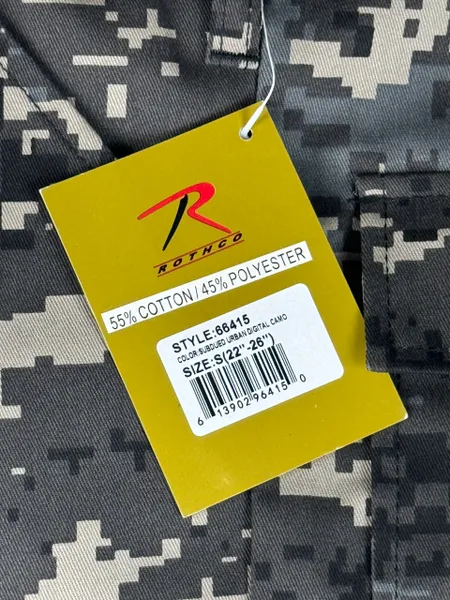 R
ROTHCO
55% COTTON / 45% POLYESTER
STYLE:66415
COLOR:SUBDUED URBAN DIGITAL CAMO
SIZE:S(22"-26")
6 13902 96415 0